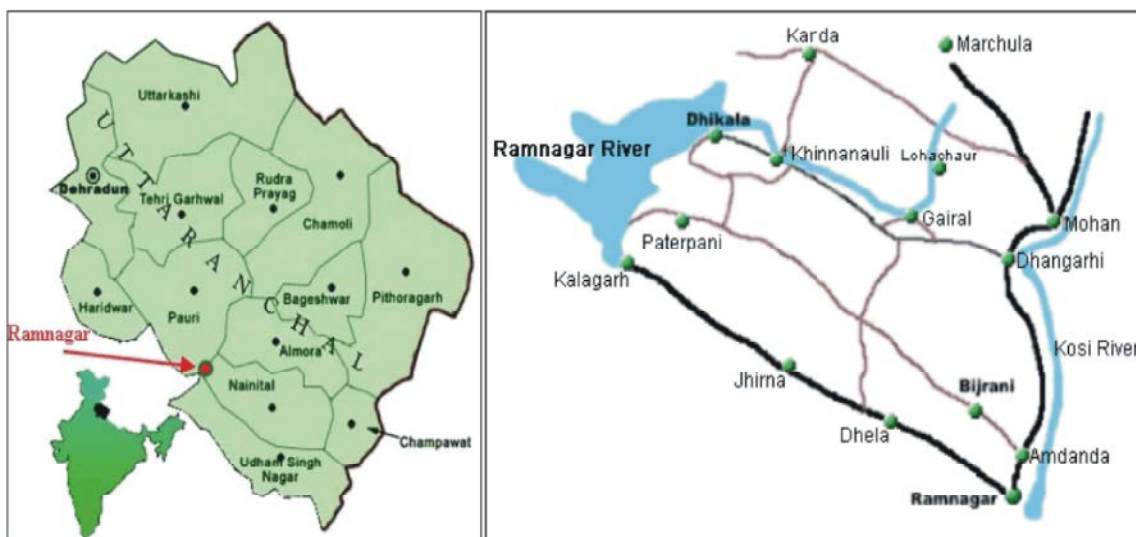 Uttarkashi
UTTARANCHAL
Dehradun
Tehri Garhwal
Rudra
Prayag
Chamoli
Haridwar
Pauri
Bageshwar
Pithoragarh
Ramnagar
Almora
Nainital
Champawat
Udham Singh
Nagar
Karda
Marchula
Dhikala
Ramnagar River
Khinnanauli
Lohachaur
Gairal
Mohan
Paterpani
Dhangarhi
Kalagarh
Kosi River
Jhirna
Bijrani
Dhela
Amdanda
Ramnagar